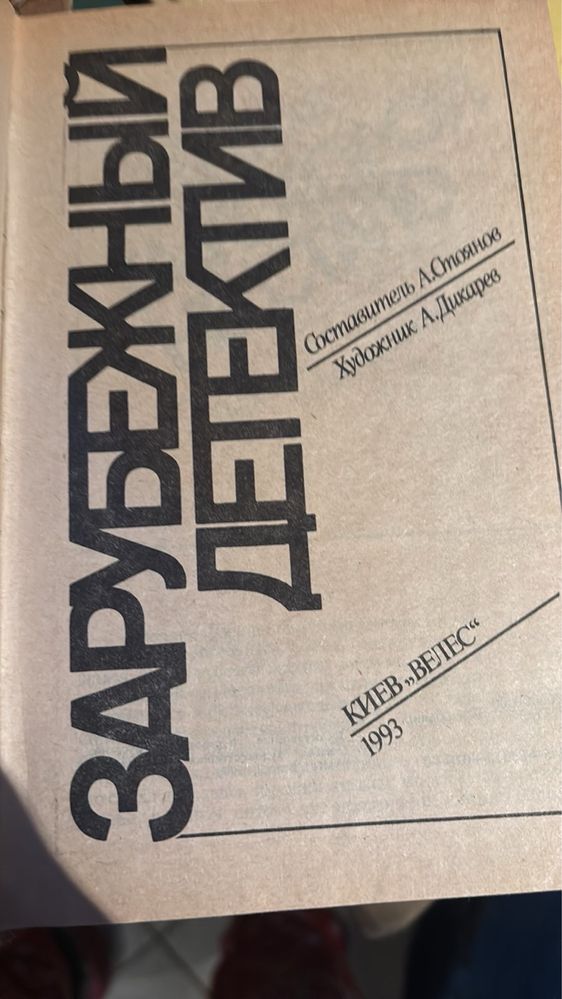 ЗАРУБЕЖНЫЙ
ДЕТЕКТИВ
Составитель А.Стоянов
Художник А.Дикарев
КИЕВ „ВЕЛЕС“
1993